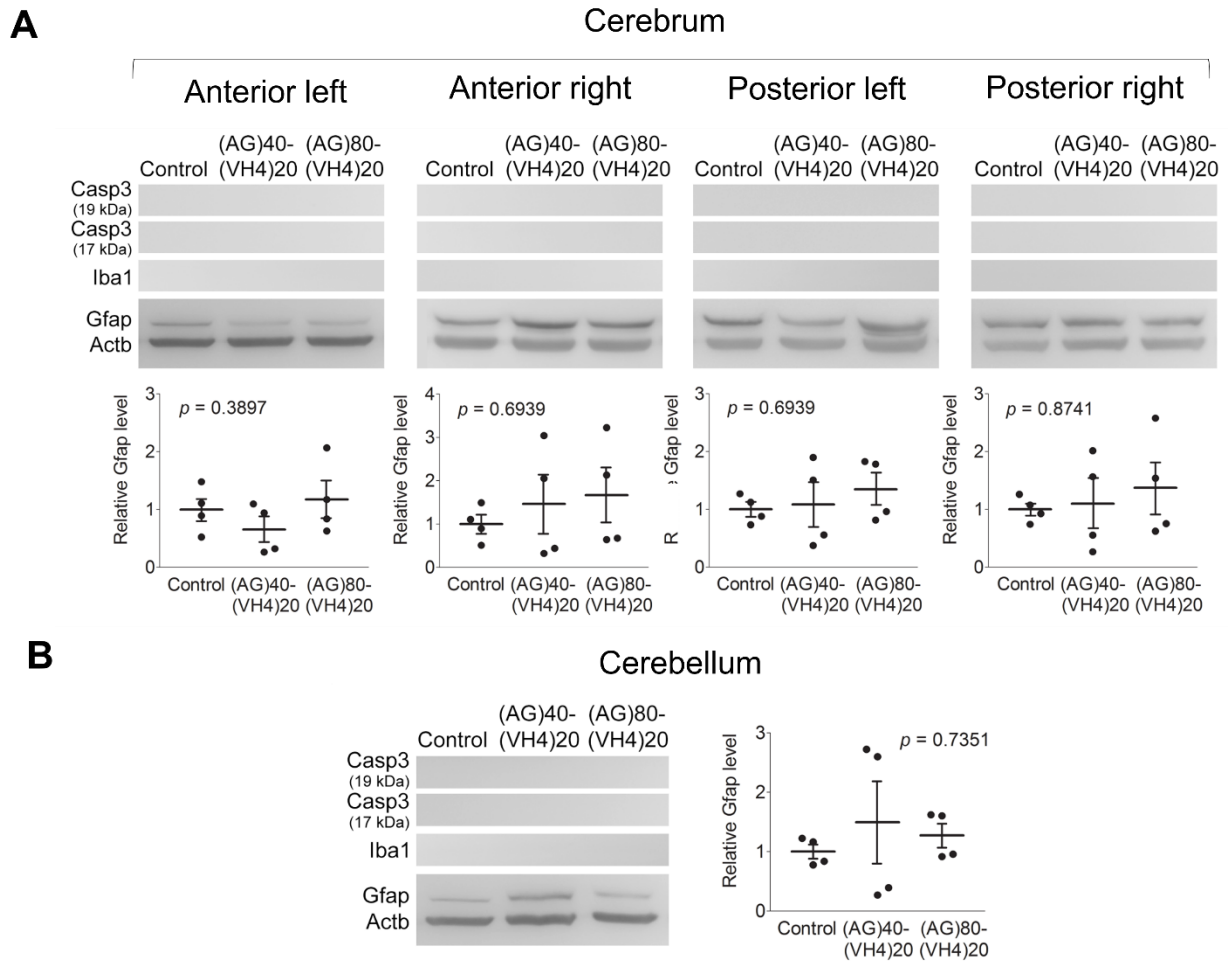 A
Cerebrum
Anterior left
Anterior right
Posterior left
Posterior right
(AG)40- (AG)80-
Control (VH4)20 (VH4)20
(AG)40- (AG)80-
Control (VH4)20 (VH4)20
(AG)40- (AG)80-
Control (VH4)20 (VH4)20
(AG)40- (AG)80-
Control (VH4)20 (VH4)20
Casp3
(19 kDa)
Casp3
(17 kDa)
Iba1
Gfap
Actb
Relative Gfap level
3
2
1
0
p = 0.3897
Control (AG)40- (AG)80-
(VH4)20 (VH4)20
Relative Gfap level
4
3
2
1
0
p = 0.6939
Control (AG)40- (AG)80-
(VH4)20 (VH4)20
R Gfap level
3
2
1
0
p = 0.6939
Control (AG)40- (AG)80-
(VH4)20 (VH4)20
Relative Gfap level
3
2
1
0
p = 0.8741
Control (AG)40- (AG)80-
(VH4)20 (VH4)20
B
Cerebellum
(AG)40- (AG)80-
Control (VH4)20 (VH4)20
Casp3
(19 kDa)
Casp3
(17 kDa)
Iba1
Gfap
Actb
Relative Gfap level
3
2
1
0
p = 0.7351
Control (AG)40- (AG)80-
(VH4)20 (VH4)20